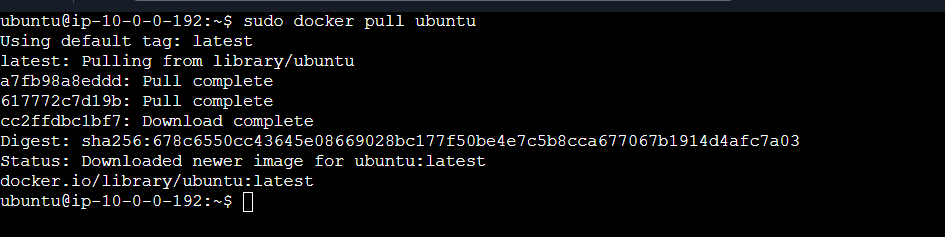 ubuntu@ip-10-0-0-192:~$ sudo docker pull ubuntu
Using default tag: latest
latest: Pulling from library/ubuntu
a7fb98a8eddd: Pull complete
617772c7d19b: Pull complete
cc2ffdbc1bf7: Download complete
Digest: sha256:678c6550cc43645e08669028bc177f50be4e7c5b8cca677067b1914d4afc7a03
Status: Downloaded newer image for ubuntu:latest
docker.io/library/ubuntu:latest
ubuntu@ip-10-0-0-192:~$